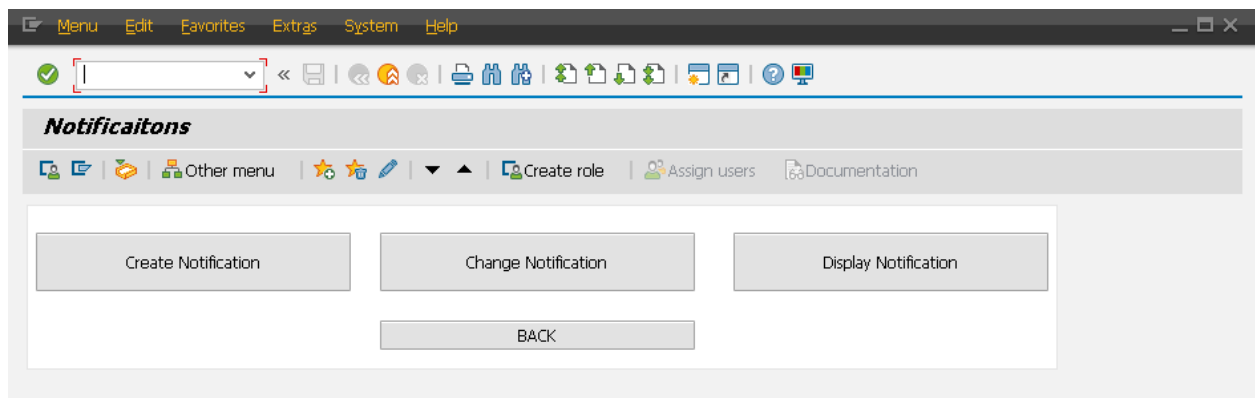 Menu Edit Favorites Extras System Help
Notificaitons
Other menu Create role Assign users Documentation
Create Notification Change Notification Display Notification
BACK